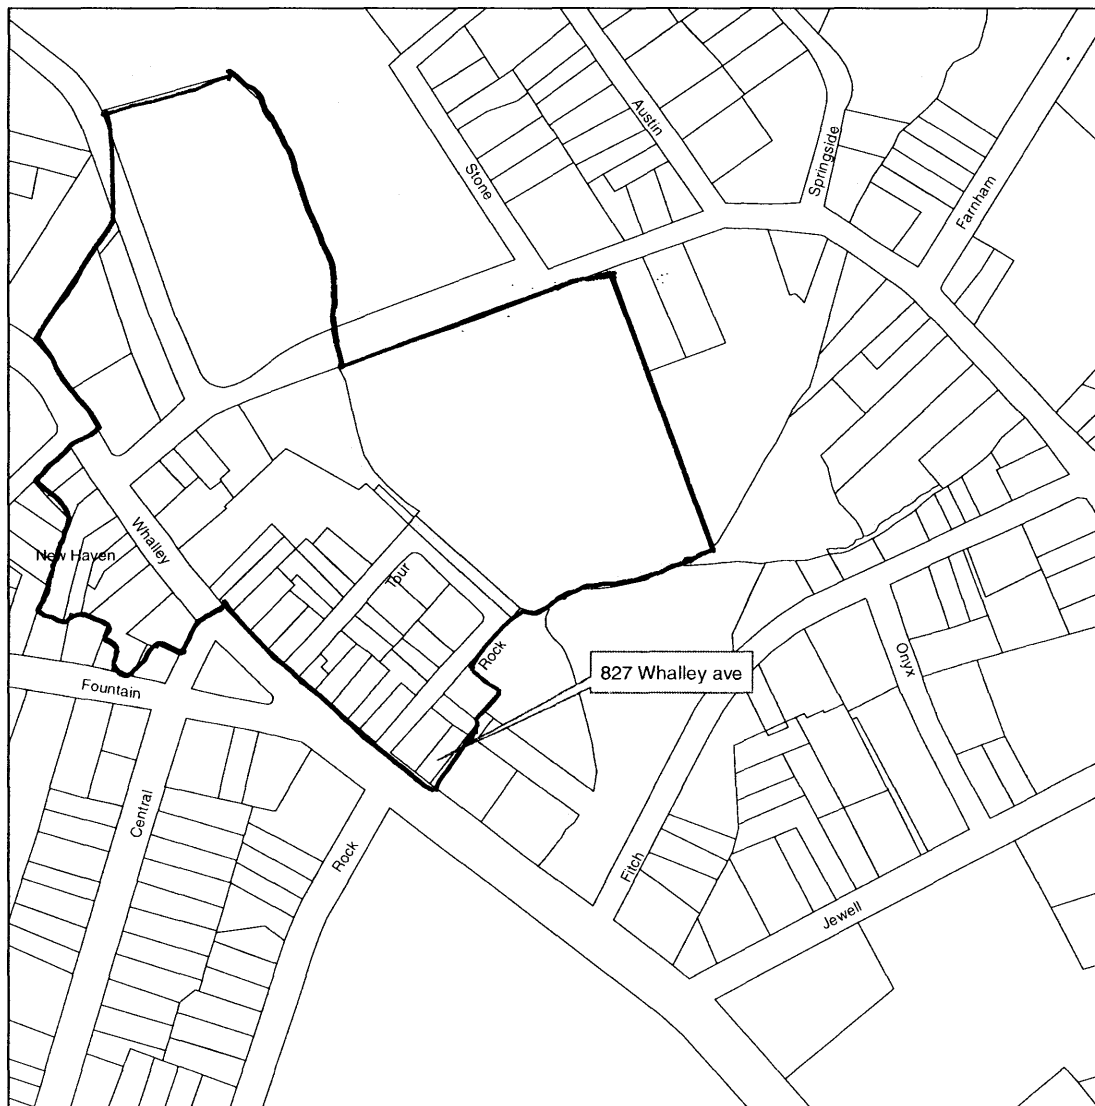 Austin
Springside
Stone
Farnham
Whalley
New Haven
Tour
Rock
827 Whalley ave
Onyx
Fountain
Central
Rock
Fitch
Jewell